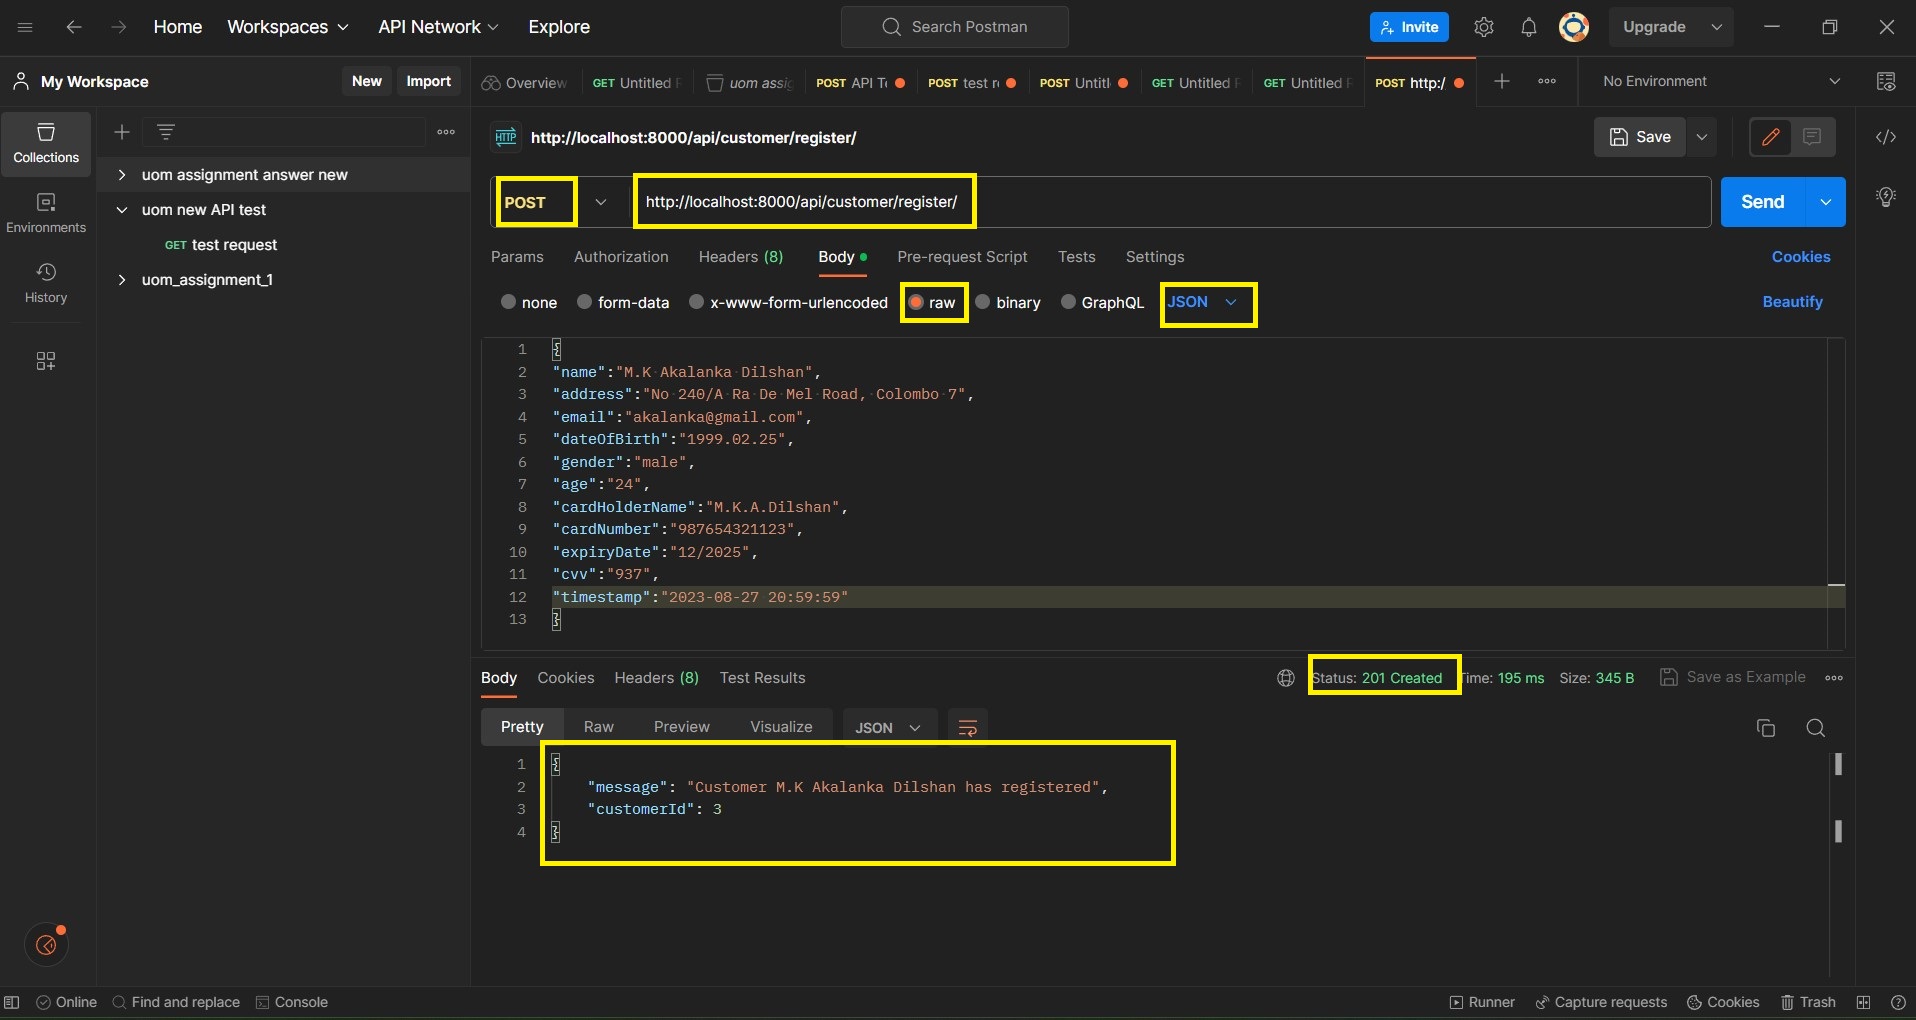 Home Workspaces API Network Explore Search Postman Invite Upgrade
My Workspace New Import Overview GET Untitled uom assig POST API POST test POST Untitl GET Untitled GET Untitled POST http:/ No Environment
Collections
Environments
History
uom assignment answer new
uom new API test
GET test request
uom_assignment_1
HTTP http://localhost:8000/api/customer/register/ Save
POST http://localhost:8000/api/customer/register/ Send
Params Authorization Headers (8) Body Pre-request Script Tests Settings Cookies
none form-data x-www-form-urlencoded raw binary GraphQL JSON Beautify
1 {
2 "name":"M.K Akalanka Dilshan",
3 "address":"No 240/A Ra De Mel Road, Colombo 7",
4 "email":"akalanka@gmail.com",
5 "dateOfBirth":"1999.02.25",
6 "gender":"male",
7 "age":"24",
8 "cardHolderName":"M.K.A.Dilshan",
9 "cardNumber":"987654321123",
10 "expiryDate":"12/2025",
11 "cvv":"937",
12 "timestamp":"2023-08-27 20:59:59"
13 }
Body Cookies Headers (8) Test Results Status: 201 Created Time: 195 ms Size: 345 B Save as Example
Pretty Raw Preview Visualize JSON
1 {
2 "message": "Customer M.K Akalanka Dilshan has registered",
3 "customerId": 3
4 }
Online Find and replace Console Runner Capture requests Cookies Trash